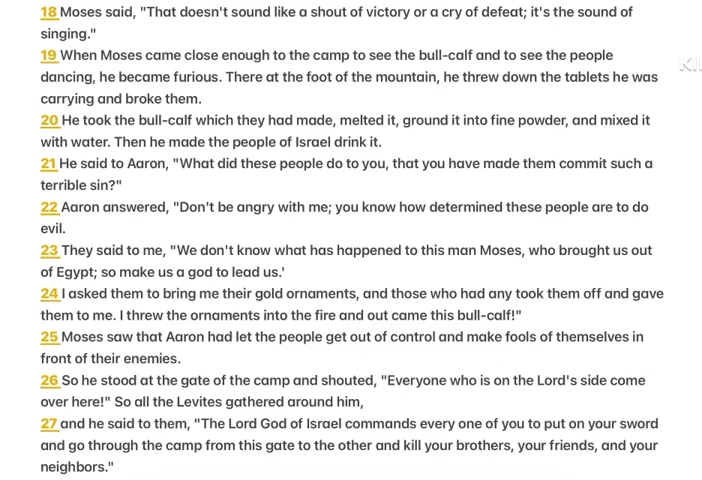 18 Moses said, "That doesn't sound like a shout of victory or a cry of defeat; it's the sound of
singing."
19 When Moses came close enough to the camp to see the bull-calf and to see the people
dancing, he became furious. There at the foot of the mountain, he threw down the tablets he was
carrying and broke them.
20 He took the bull-calf which they had made, melted it, ground it into fine powder, and mixed it
with water. Then he made the people of Israel drink it.
21 He said to Aaron, "What did these people do to you, that you have made them commit such a
terrible sin?"
22 Aaron answered, "Don't be angry with me; you know how determined these people are to do
evil.
23 They said to me, "We don't know what has happened to this man Moses, who brought us out
of Egypt; so make us a god to lead us.'
24 I asked them to bring me their gold ornaments, and those who had any took them off and gave
them to me. I threw the ornaments into the fire and out came this bull-calf!"
25 Moses saw that Aaron had let the people get out of control and make fools of themselves in
front of their enemies.
26 So he stood at the gate of the camp and shouted, "Everyone who is on the Lord's side come
over here!" So all the Levites gathered around him,
27 and he said to them, "The Lord God of Israel commands every one of you to put on your sword
and go through the camp from this gate to the other and kill your brothers, your friends, and your
neighbors."